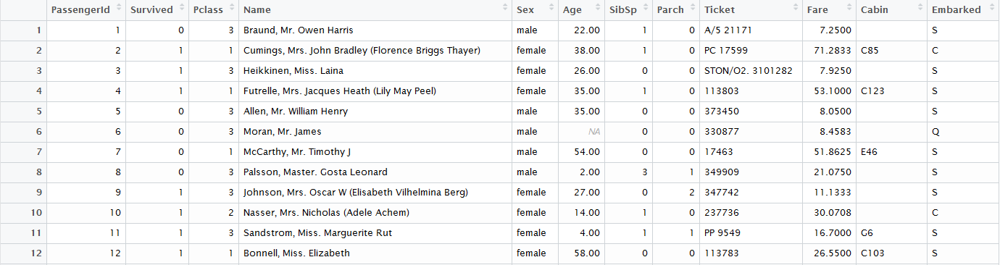 PassengerId Survived Pclass Name Sex Age SibSp Parch Ticket Fare Cabin Embarked
1 1 0 3 Braund, Mr. Owen Harris male 22.00 1 0 A/5 21171 7.2500 S
2 2 1 1 Cumings, Mrs. John Bradley (Florence Briggs Thayer) female 38.00 1 0 PC 17599 71.2833 C85 C
3 3 1 3 Heikkinen, Miss. Laina female 26.00 0 0 STON/O2. 3101282 7.9250 S
4 4 1 1 Futrelle, Mrs. Jacques Heath (Lily May Peel) female 35.00 1 0 113803 53.1000 C123 S
5 5 0 3 Allen, Mr. William Henry male 35.00 0 0 373450 8.0500 S
6 6 0 3 Moran, Mr. James male NA 0 0 330877 8.4583 Q
7 7 0 1 McCarthy, Mr. Timothy J male 54.00 0 0 17463 51.8625 E46 S
8 8 0 3 Palsson, Master. Gosta Leonard male 2.00 3 1 349909 21.0750 S
9 9 1 3 Johnson, Mrs. Oscar W (Elisabeth Vilhelmina Berg) female 27.00 0 2 347742 11.1333 S
10 10 1 2 Nasser, Mrs. Nicholas (Adele Achem) female 14.00 1 0 237736 30.0708 C
11 11 1 3 Sandstrom, Miss. Marguerite Rut female 4.00 1 1 PP 9549 16.7000 G6 S
12 12 1 1 Bonnell, Miss. Elizabeth female 58.00 0 0 113783 26.5500 C103 S